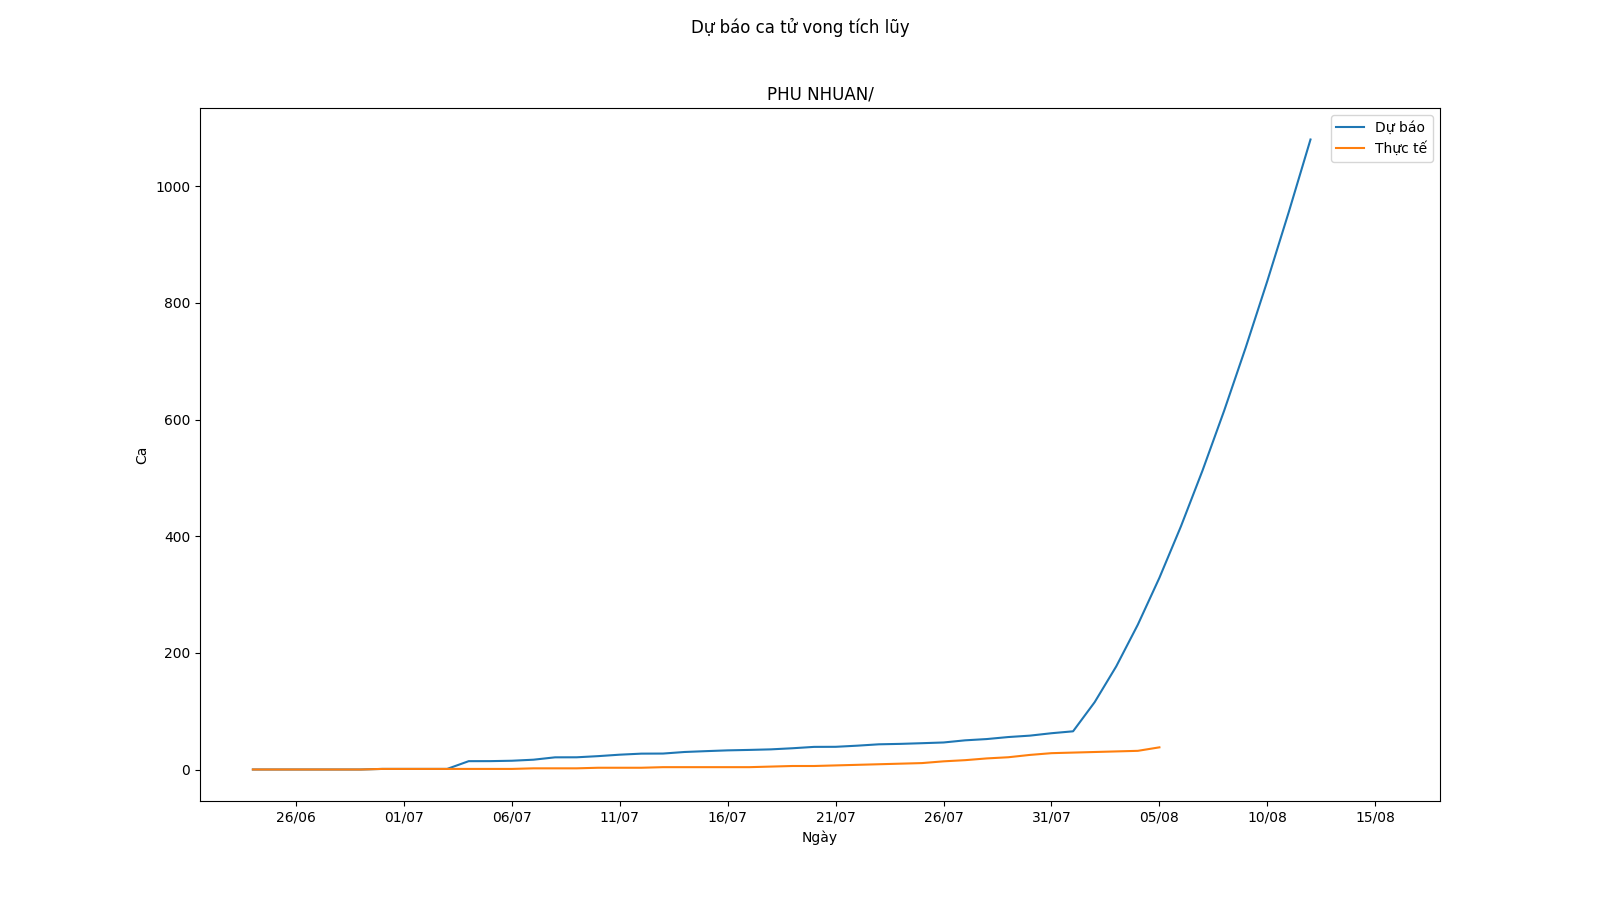 Dự báo ca tử vong tích lũy
PHU NHUAN/
Dự báo
Thực tế
1000
800
600
400
200
0
Ca
26/06
01/07
06/07
11/07
16/07
21/07
26/07
31/07
05/08
10/08
15/08
Ngày